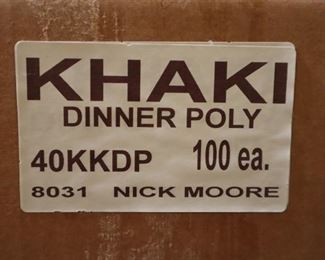 KHAKI
DINNER POLY
40KKDP 100 ea.
8031 NICK MOORE